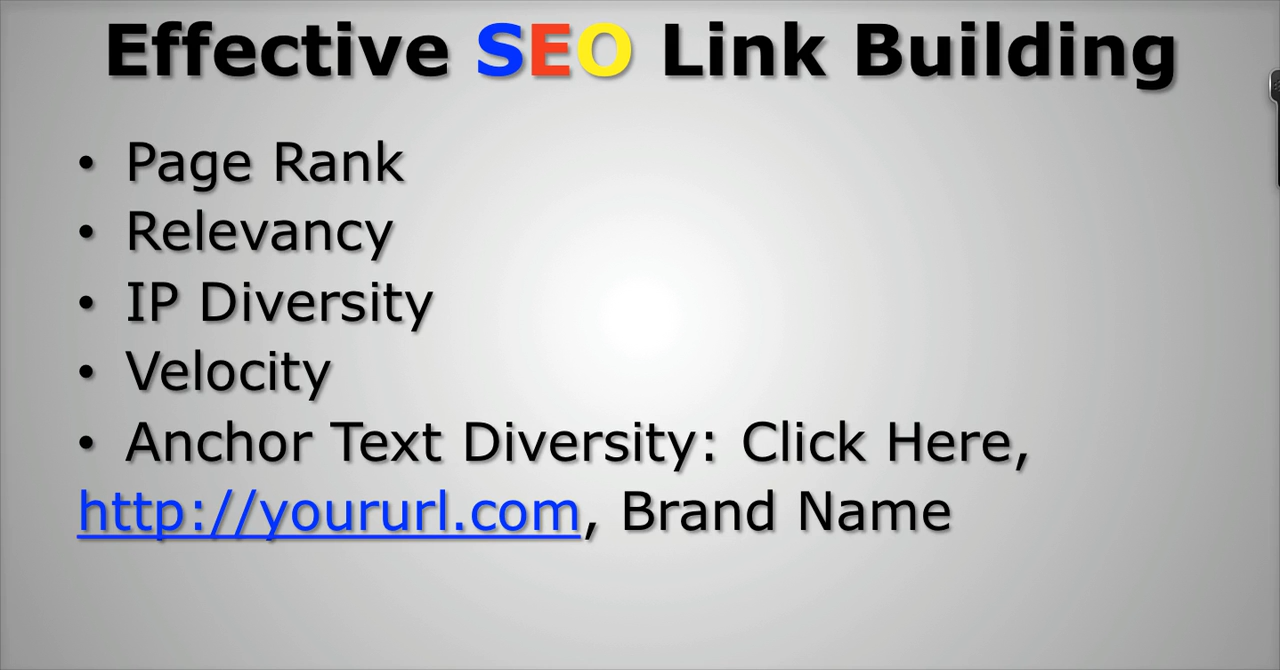 Effective SEO Link Building
• Page Rank
• Relevancy
• IP Diversity
• Velocity
• Anchor Text Diversity: Click Here,
http://yoururl.com, Brand Name